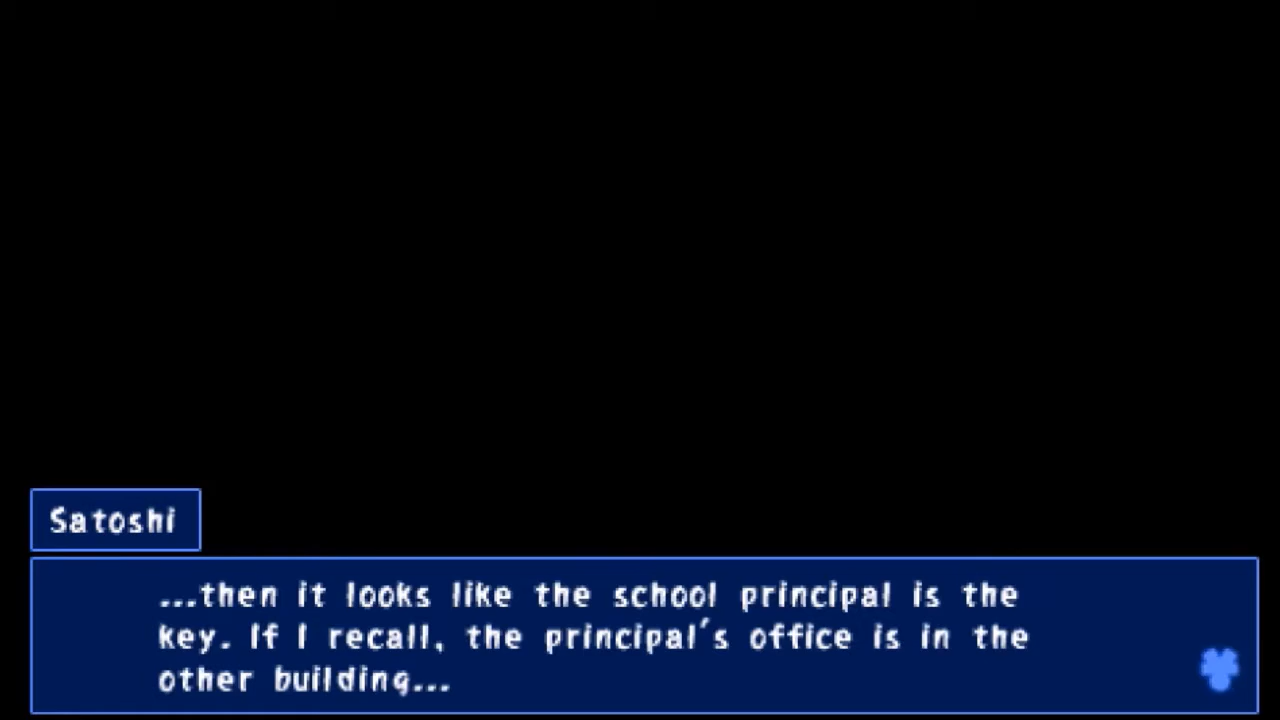 Satoshi
...then it looks like the school principal is the
key. If I recall, the principal's office is in the
other building...